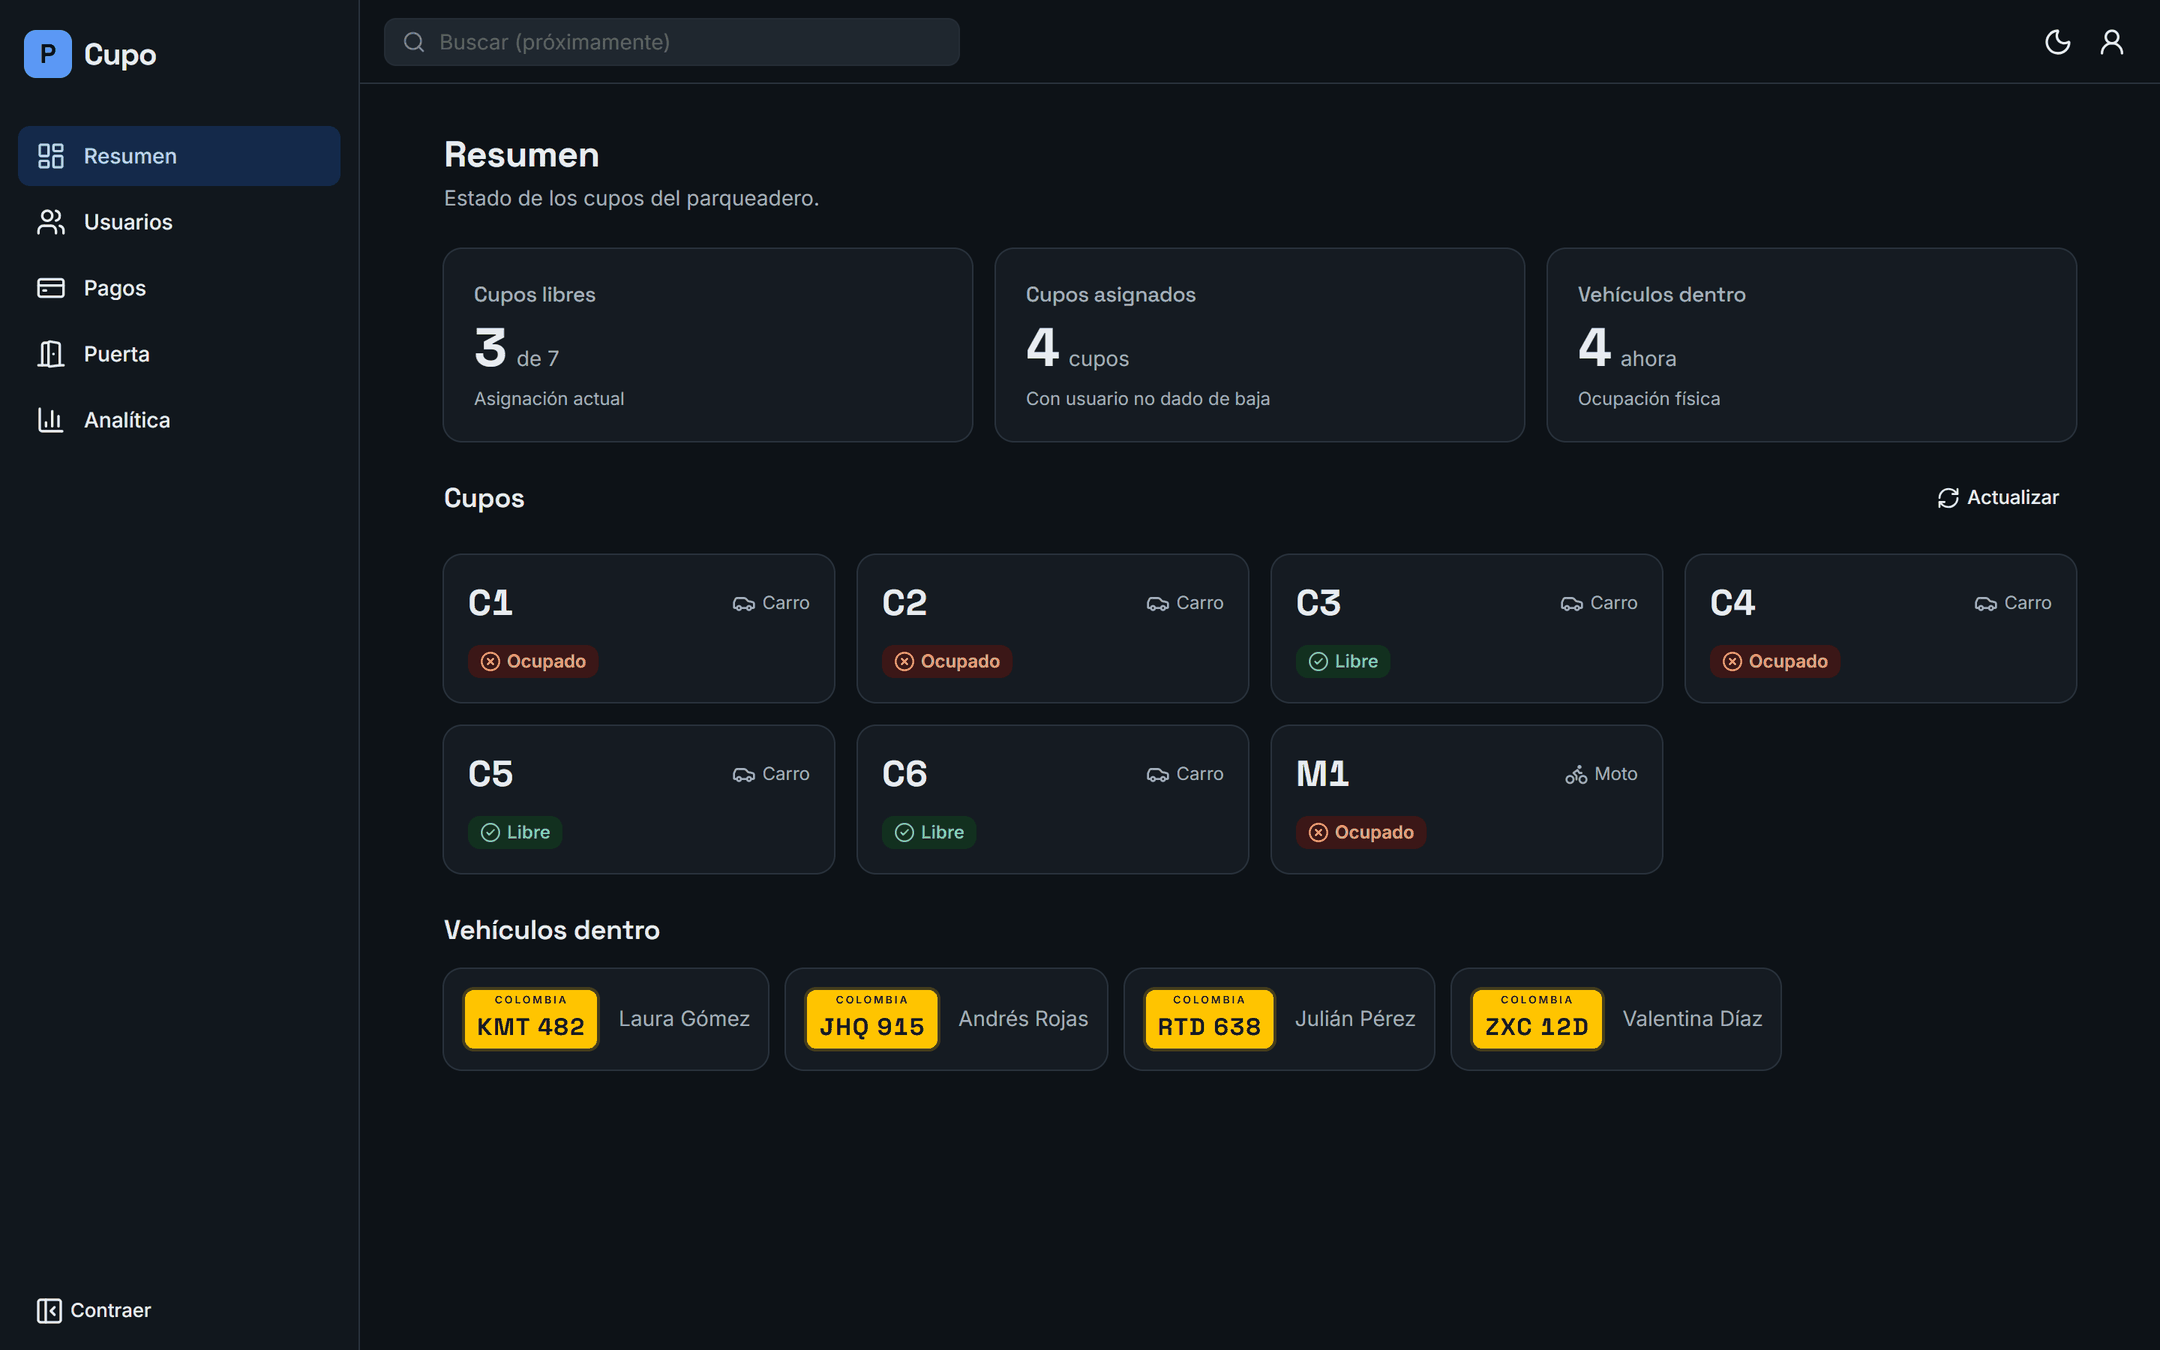 P Cupo
Buscar (próximamente)
Resumen
Usuarios
Pagos
Puerta
Analítica
Contraer
Resumen
Estado de los cupos del parqueadero.
Cupos libres
3 de 7
Asignación actual
Cupos asignados
4 cupos
Con usuario no dado de baja
Vehículos dentro
4 ahora
Ocupación física
Cupos
Actualizar
C1 Carro
Ocupado
C2 Carro
Ocupado
C3 Carro
Libre
C4 Carro
Ocupado
C5 Carro
Libre
C6 Carro
Libre
M1 Moto
Ocupado
Vehículos dentro
COLOMBIA
KMT 482
Laura Gómez
COLOMBIA
JHQ 915
Andrés Rojas
COLOMBIA
RTD 638
Julián Pérez
COLOMBIA
ZXC 12D
Valentina Díaz